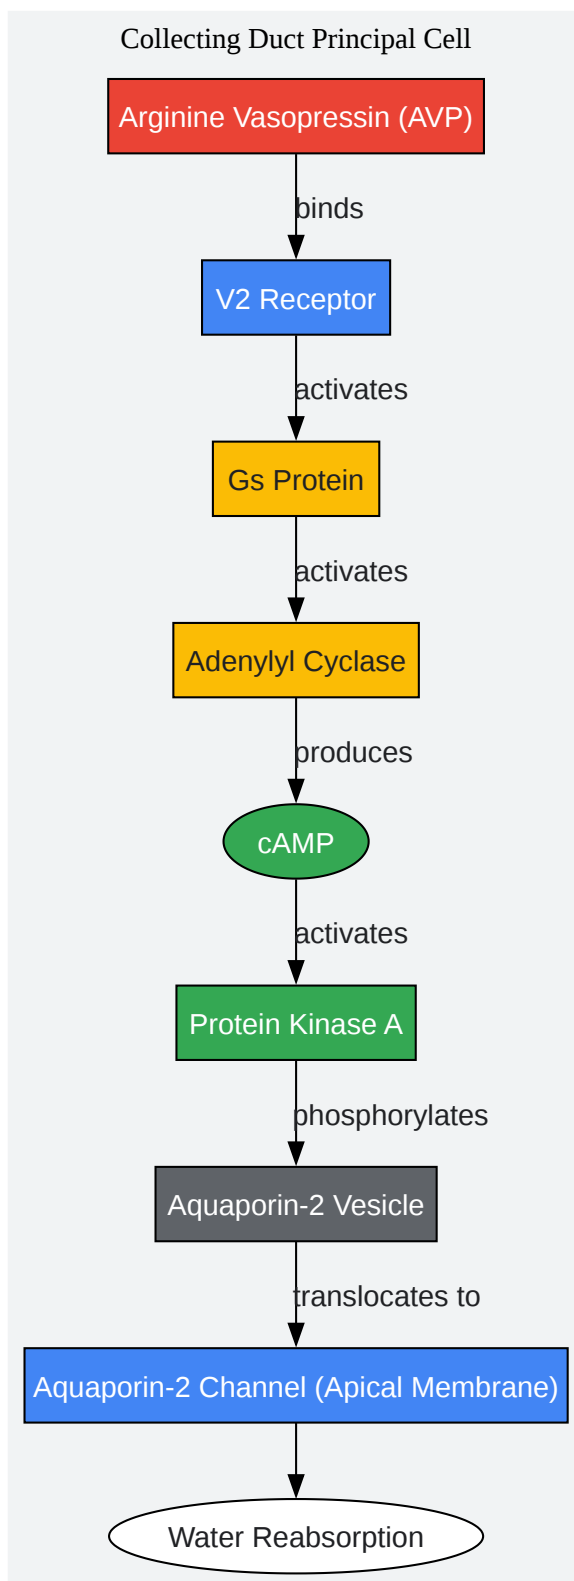 Collecting Duct Principal Cell
Arginine Vasopressin (AVP)
binds
V2 Receptor
activates
Gs Protein
activates
Adenylyl Cyclase
produces
cAMP
activates
Protein Kinase A
phosphorylates
Aquaporin-2 Vesicle
translocates to
Aquaporin-2 Channel (Apical Membrane)
Water Reabsorption